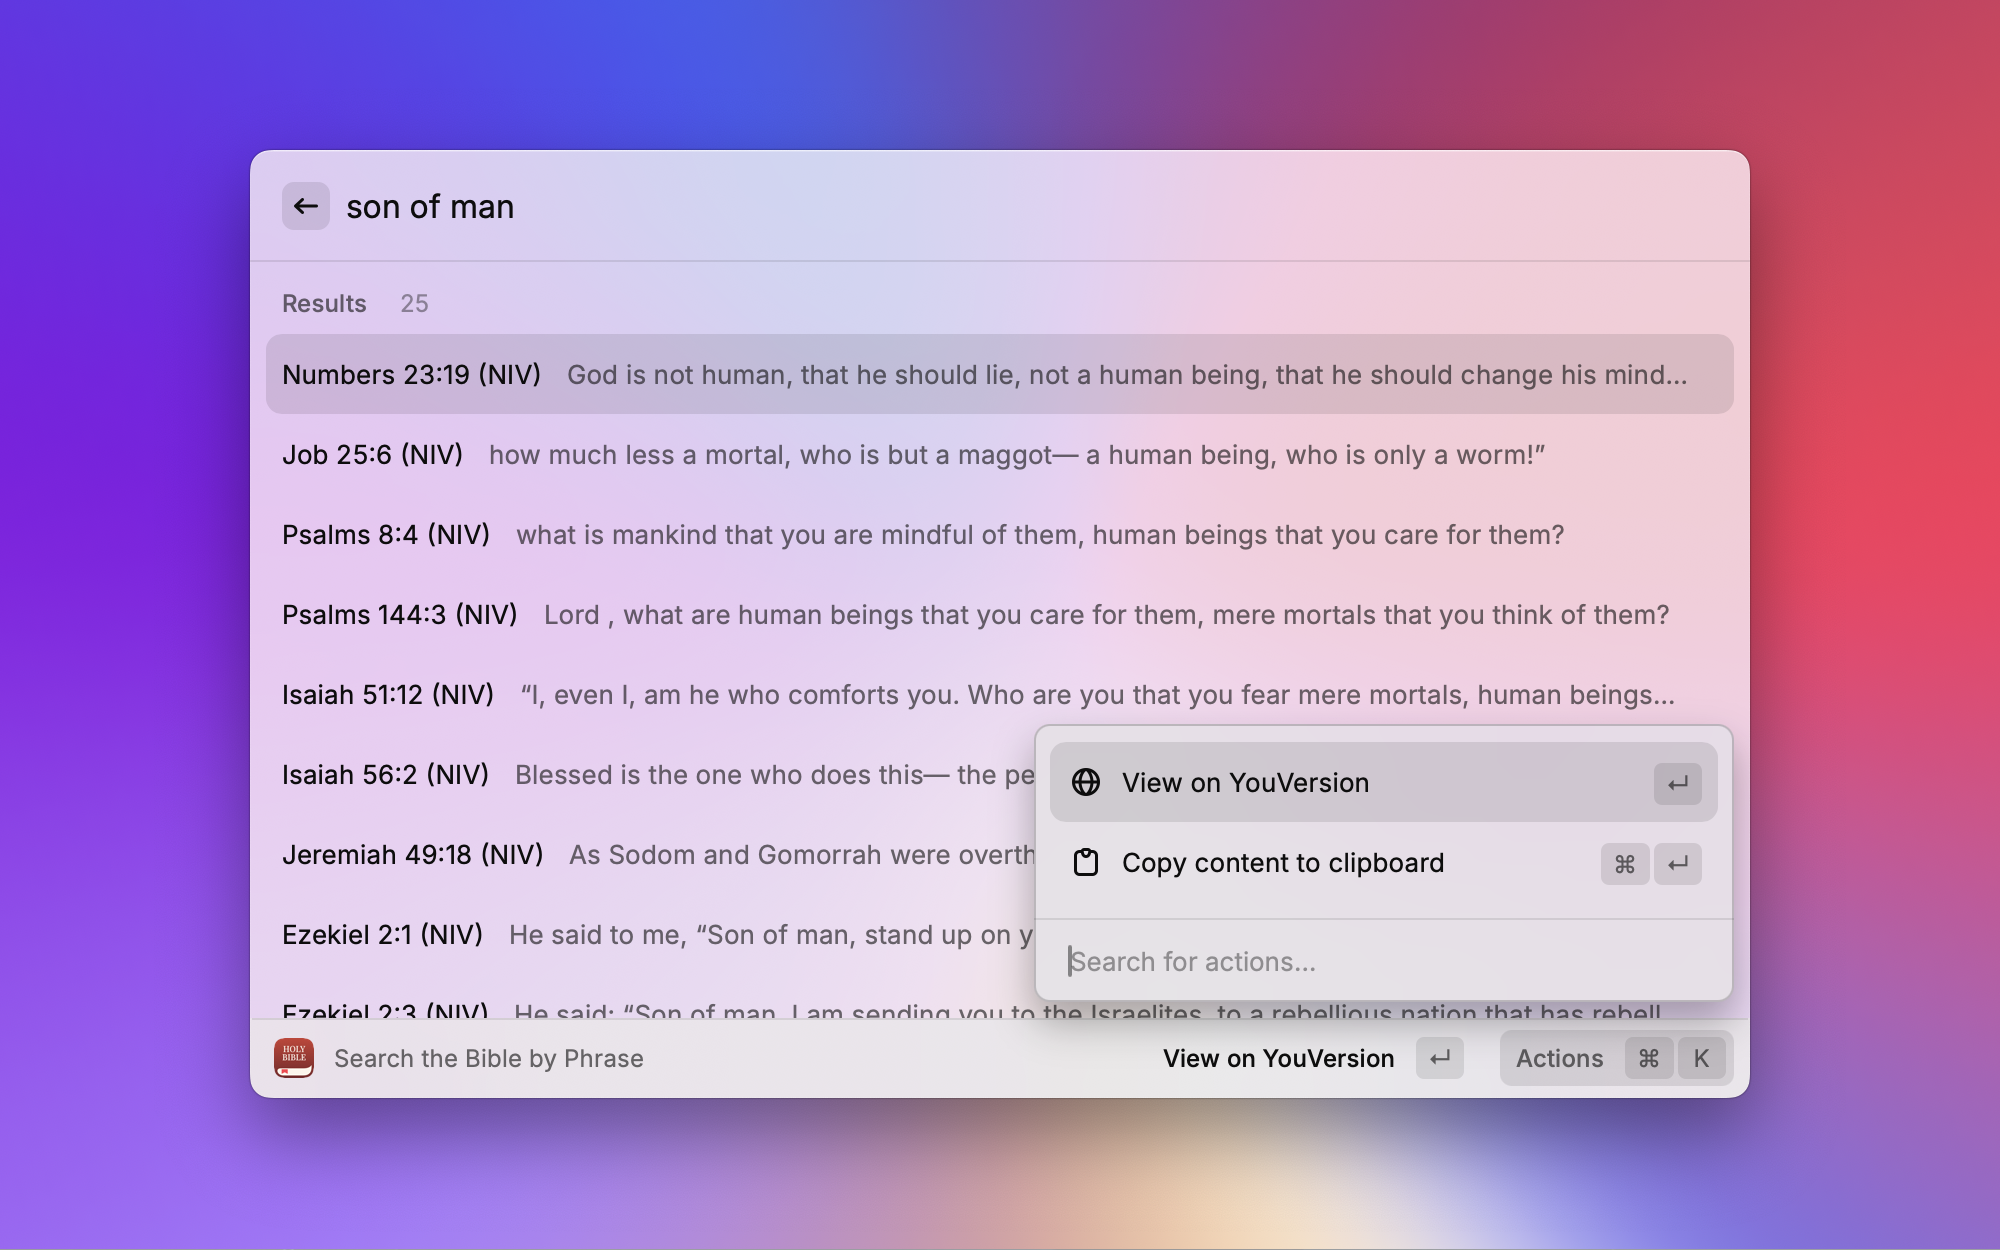 son of man
Results 25
Numbers 23:19 (NIV) God is not human, that he should lie, not a human being, that he should change his mind...
Job 25:6 (NIV) how much less a mortal, who is but a maggot— a human being, who is only a worm!”
Psalms 8:4 (NIV) what is mankind that you are mindful of them, human beings that you care for them?
Psalms 144:3 (NIV) Lord , what are human beings that you care for them, mere mortals that you think of them?
Isaiah 51:12 (NIV) “I, even I, am he who comforts you. Who are you that you fear mere mortals, human beings...
Isaiah 56:2 (NIV) Blessed is the one who does this— the pe
Jeremiah 49:18 (NIV) As Sodom and Gomorrah were overth
Ezekiel 2:1 (NIV) He said to me, “Son of man, stand up on y
Ezekiel 2:3 (NIV) He said: “Son of man, I am sending you to the Israelites, to a rebellious nation that has rebell
View on YouVersion ↵
Copy content to clipboard ⌘ ↵
Search for actions...
HOLY
BIBLE
Search the Bible by Phrase View on YouVersion ↵ Actions ⌘ K